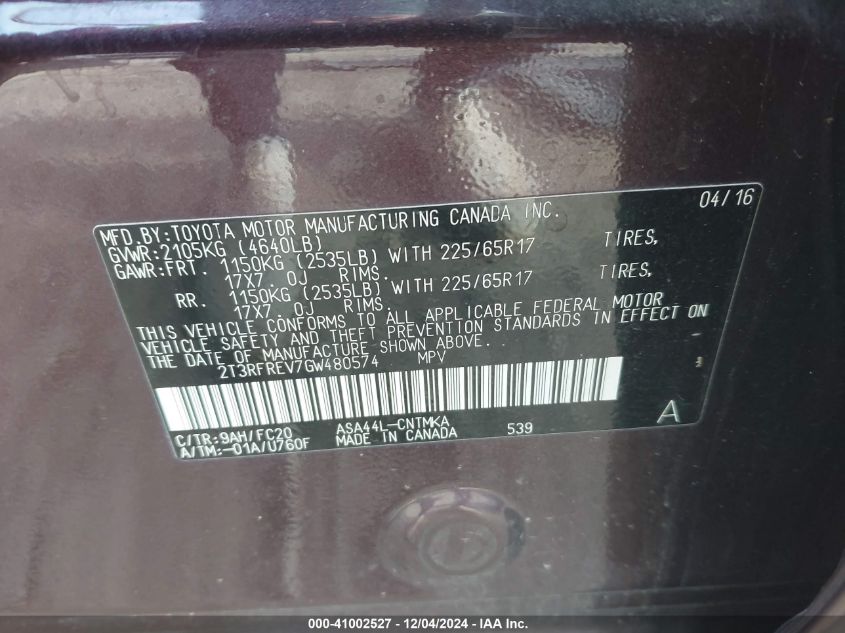 MFD.BY:TOYOTA MOTOR MANUFACTURING CANADA INC. 04/16
GVWR:2105KG (4640LB)
GAWR:FRT. 1150KG (2535LB) WITH 225/65R17 TIRES,
17X7.0J RIMS.
RR. 1150KG (2535LB) WITH 225/65R17 TIRES,
17X7.0J RIMS.
THIS VEHICLE CONFORMS TO ALL APPLICABLE FEDERAL MOTOR
VEHICLE SAFETY AND THEFT PREVENTION STANDARDS IN EFFECT ON
THE DATE OF MANUFACTURE SHOWN ABOVE.
2T3RFREV7GW480574 MPV
C/TR:9AH/FC20 ASA44L-CNTMKA A
A/TM:-01A/U760F MADE IN CANADA 539
000-41002527 - 12/04/2024 - IAA Inc.